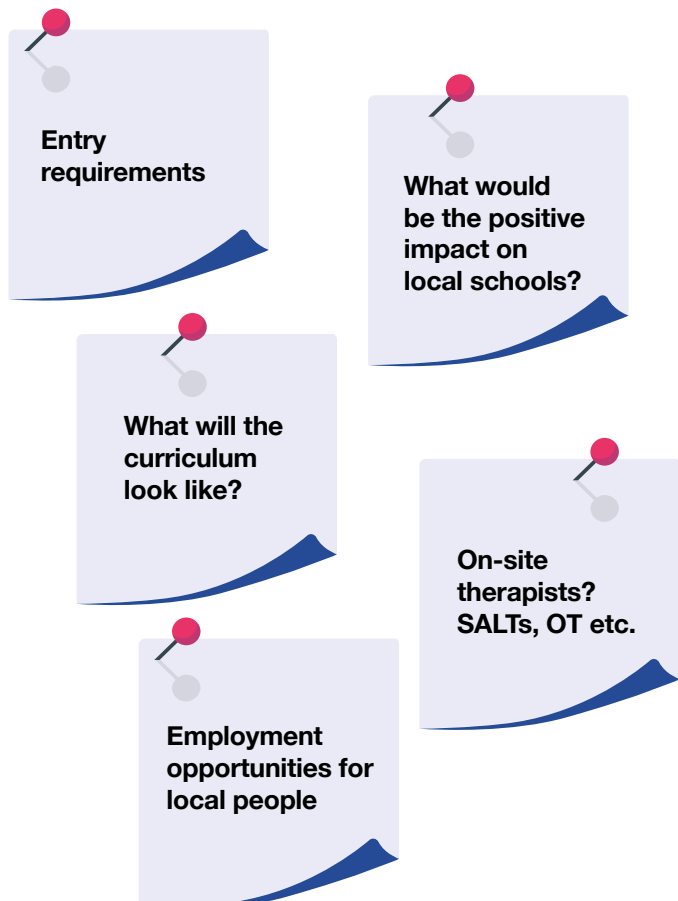 Entry
requirements
What would
be the positive
impact on
local schools?
What will the
curriculum
look like?
On-site
therapists?
SALTs, OT etc.
Employment
opportunities for
local people